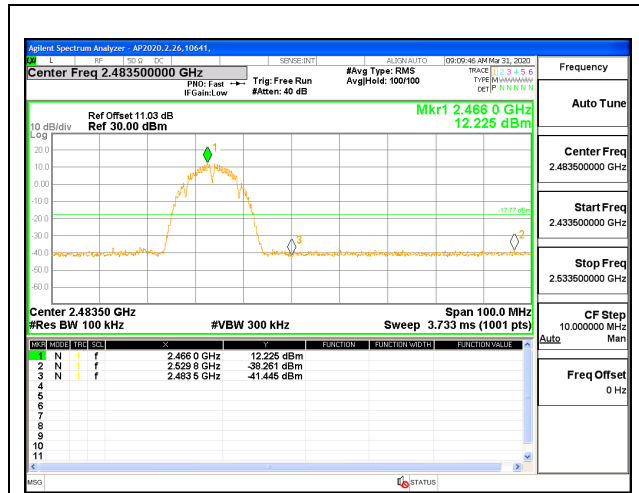 Agilent Spectrum Analyzer - AP2020.2.26,10641,
L RF 50 Ω DC SENSE:INT ALIGNAUTO 09:09:46 AM Mar 31, 2020
Center Freq 2.483500000 GHz
#Avg Type: RMS
TRACE 1 2 3 4 5 6
PNO: Fast
Trig: Free Run
Avg|Hold: 100/100
TYPE M
IFGain:Low
#Atten: 40 dB
DET P N N N N N
Frequency
Auto Tune
Ref Offset 11.03 dB
Mkr1 2.466 0 GHz
10 dB/div
Ref 30.00 dBm
12.225 dBm
Log
20.0
10.00
0.00
-10.0
-20.0
-30.0
-40.0
-50.0
-60.0
1
2
3
-17.77 dBm
Center Freq
2.483500000 GHz
Start Freq
2.433500000 GHz
Stop Freq
2.533500000 GHz
CF Step
10.000000 MHz
Auto Man
Freq Offset
0 Hz
Center 2.48350 GHz
Span 100.0 MHz
#Res BW 100 kHz
#VBW 300 kHz
Sweep 3.733 ms (1001 pts)
MKR MODE TRC SCL X Y FUNCTION FUNCTION WIDTH FUNCTION VALUE
1 N 1 f 2.466 0 GHz 12.225 dBm
2 N 1 f 2.529 8 GHz -38.261 dBm
3 N 1 f 2.483 5 GHz -41.445 dBm
4
5
6
7
8
9
10
11
MSG
STATUS